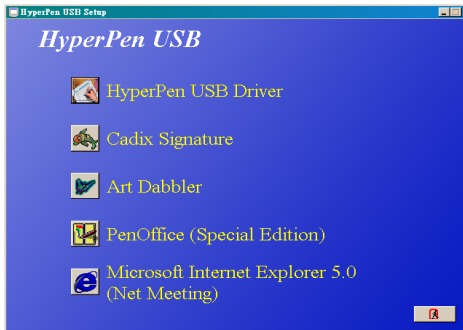 HyperPen USB Setup
HyperPen USB
HyperPen USB Driver
Cadix Signature
Art Dabbler
PenOffice (Special Edition)
Microsoft Internet Explorer 5.0
(Net Meeting)